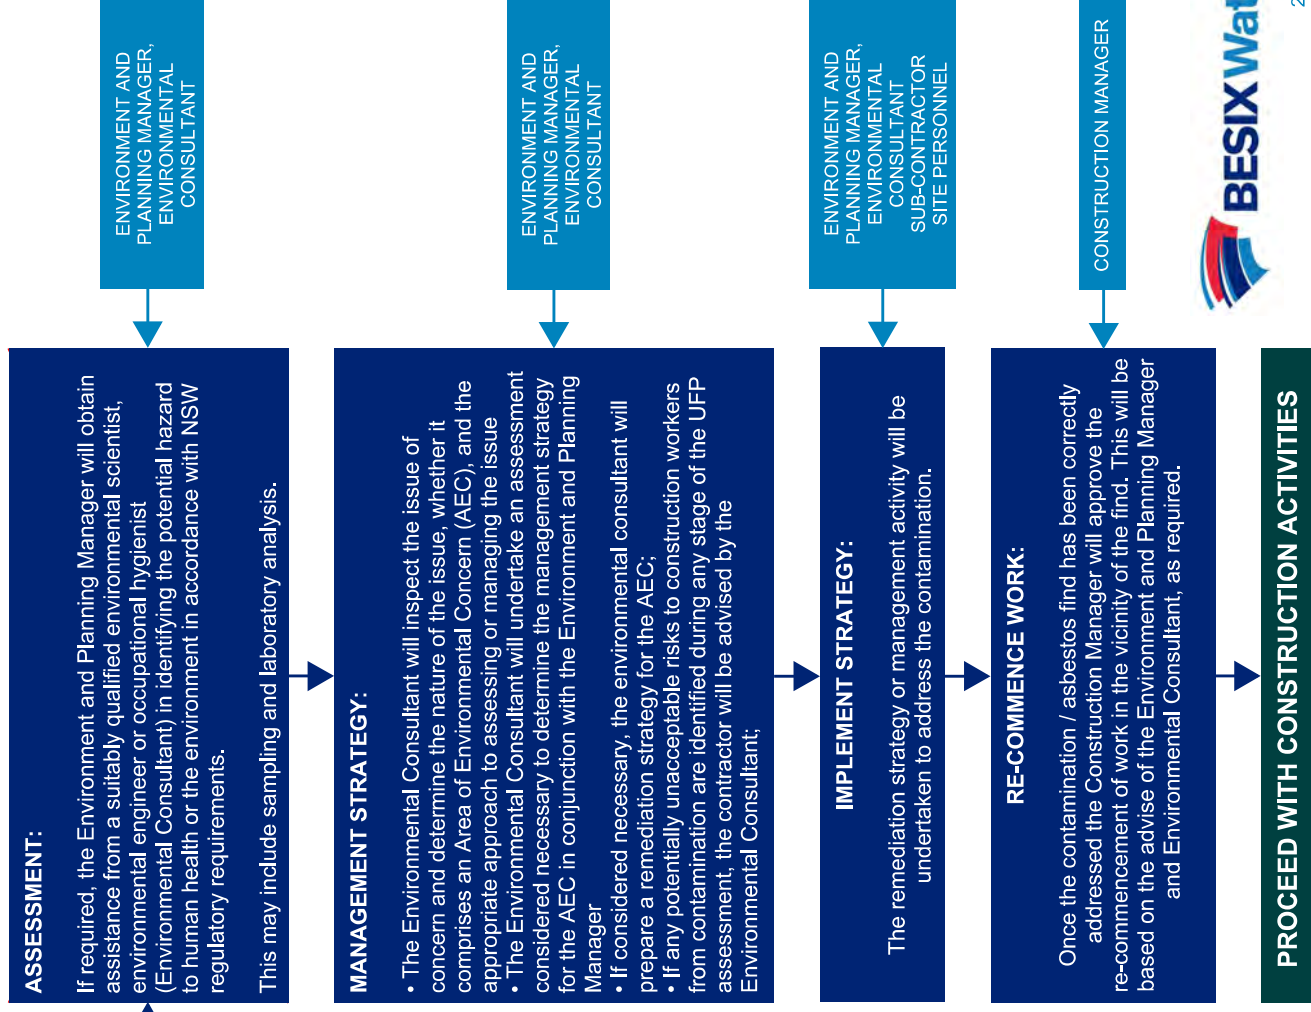 ASSESSMENT:
If required, the Environment and Planning Manager will obtain
assistance from a suitably qualified environmental scientist,
environmental engineer or occupational hygienist
(Environmental Consultant) in identifying the potential hazard
to human health or the environment in accordance with NSW
regulatory requirements.
This may include sampling and laboratory analysis.
ENVIRONMENT AND
PLANNING MANAGER,
ENVIRONMENTAL
CONSULTANT
MANAGEMENT STRATEGY:
• The Environmental Consultant will inspect the issue of
concern and determine the nature of the issue, whether it
comprises an Area of Environmental Concern (AEC), and the
appropriate approach to assessing or managing the issue
• The Environmental Consultant will undertake an assessment
considered necessary to determine the management strategy
for the AEC in conjunction with the Environment and Planning
Manager
• If considered necessary, the environmental consultant will
prepare a remediation strategy for the AEC;
• If any potentially unacceptable risks to construction workers
from contamination are identified during any stage of the UFP
assessment, the contractor will be advised by the
Environmental Consultant;
ENVIRONMENT AND
PLANNING MANAGER,
ENVIRONMENTAL
CONSULTANT
IMPLEMENT STRATEGY:
The remediation strategy or management activity will be
undertaken to address the contamination.
ENVIRONMENT AND
PLANNING MANAGER,
ENVIRONMENTAL
CONSULTANT
SUB-CONTRACTOR
SITE PERSONNEL
RE-COMMENCE WORK:
Once the contamination / asbestos find has been correctly
addressed the Construction Manager will approve the
re-commencement of work in the vicinity of the find. This will be
based on the advise of the Environment and Planning Manager
and Environmental Consultant, as required.
CONSTRUCTION MANAGER
PROCEED WITH CONSTRUCTION ACTIVITIES
BESIXWat
2